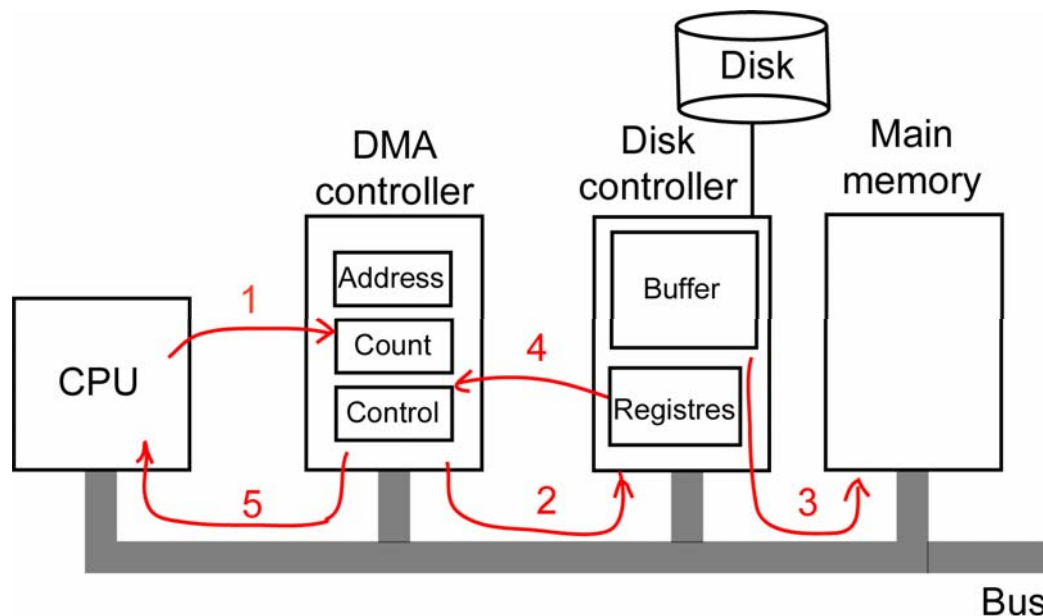 Disk
DMA
controller
Disk
controller
Main
memory
Address
Count
Control
Buffer
Registres
CPU
1
4
5
2
3
Bus